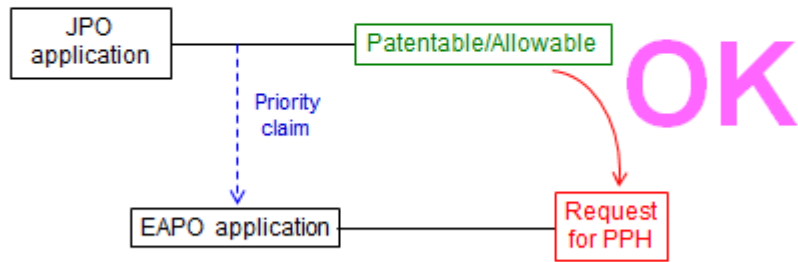 JPO
application
Patentable/Allowable
OK
Priority
claim
EAPO application
Request
for PPH